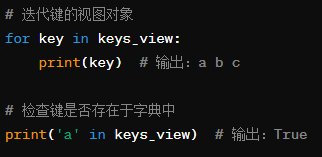 # 迭代键的视图对象
for key in keys_view:
    print(key)  # 输出：a b c

# 检查键是否存在于字典中
print('a' in keys_view)  # 输出：True